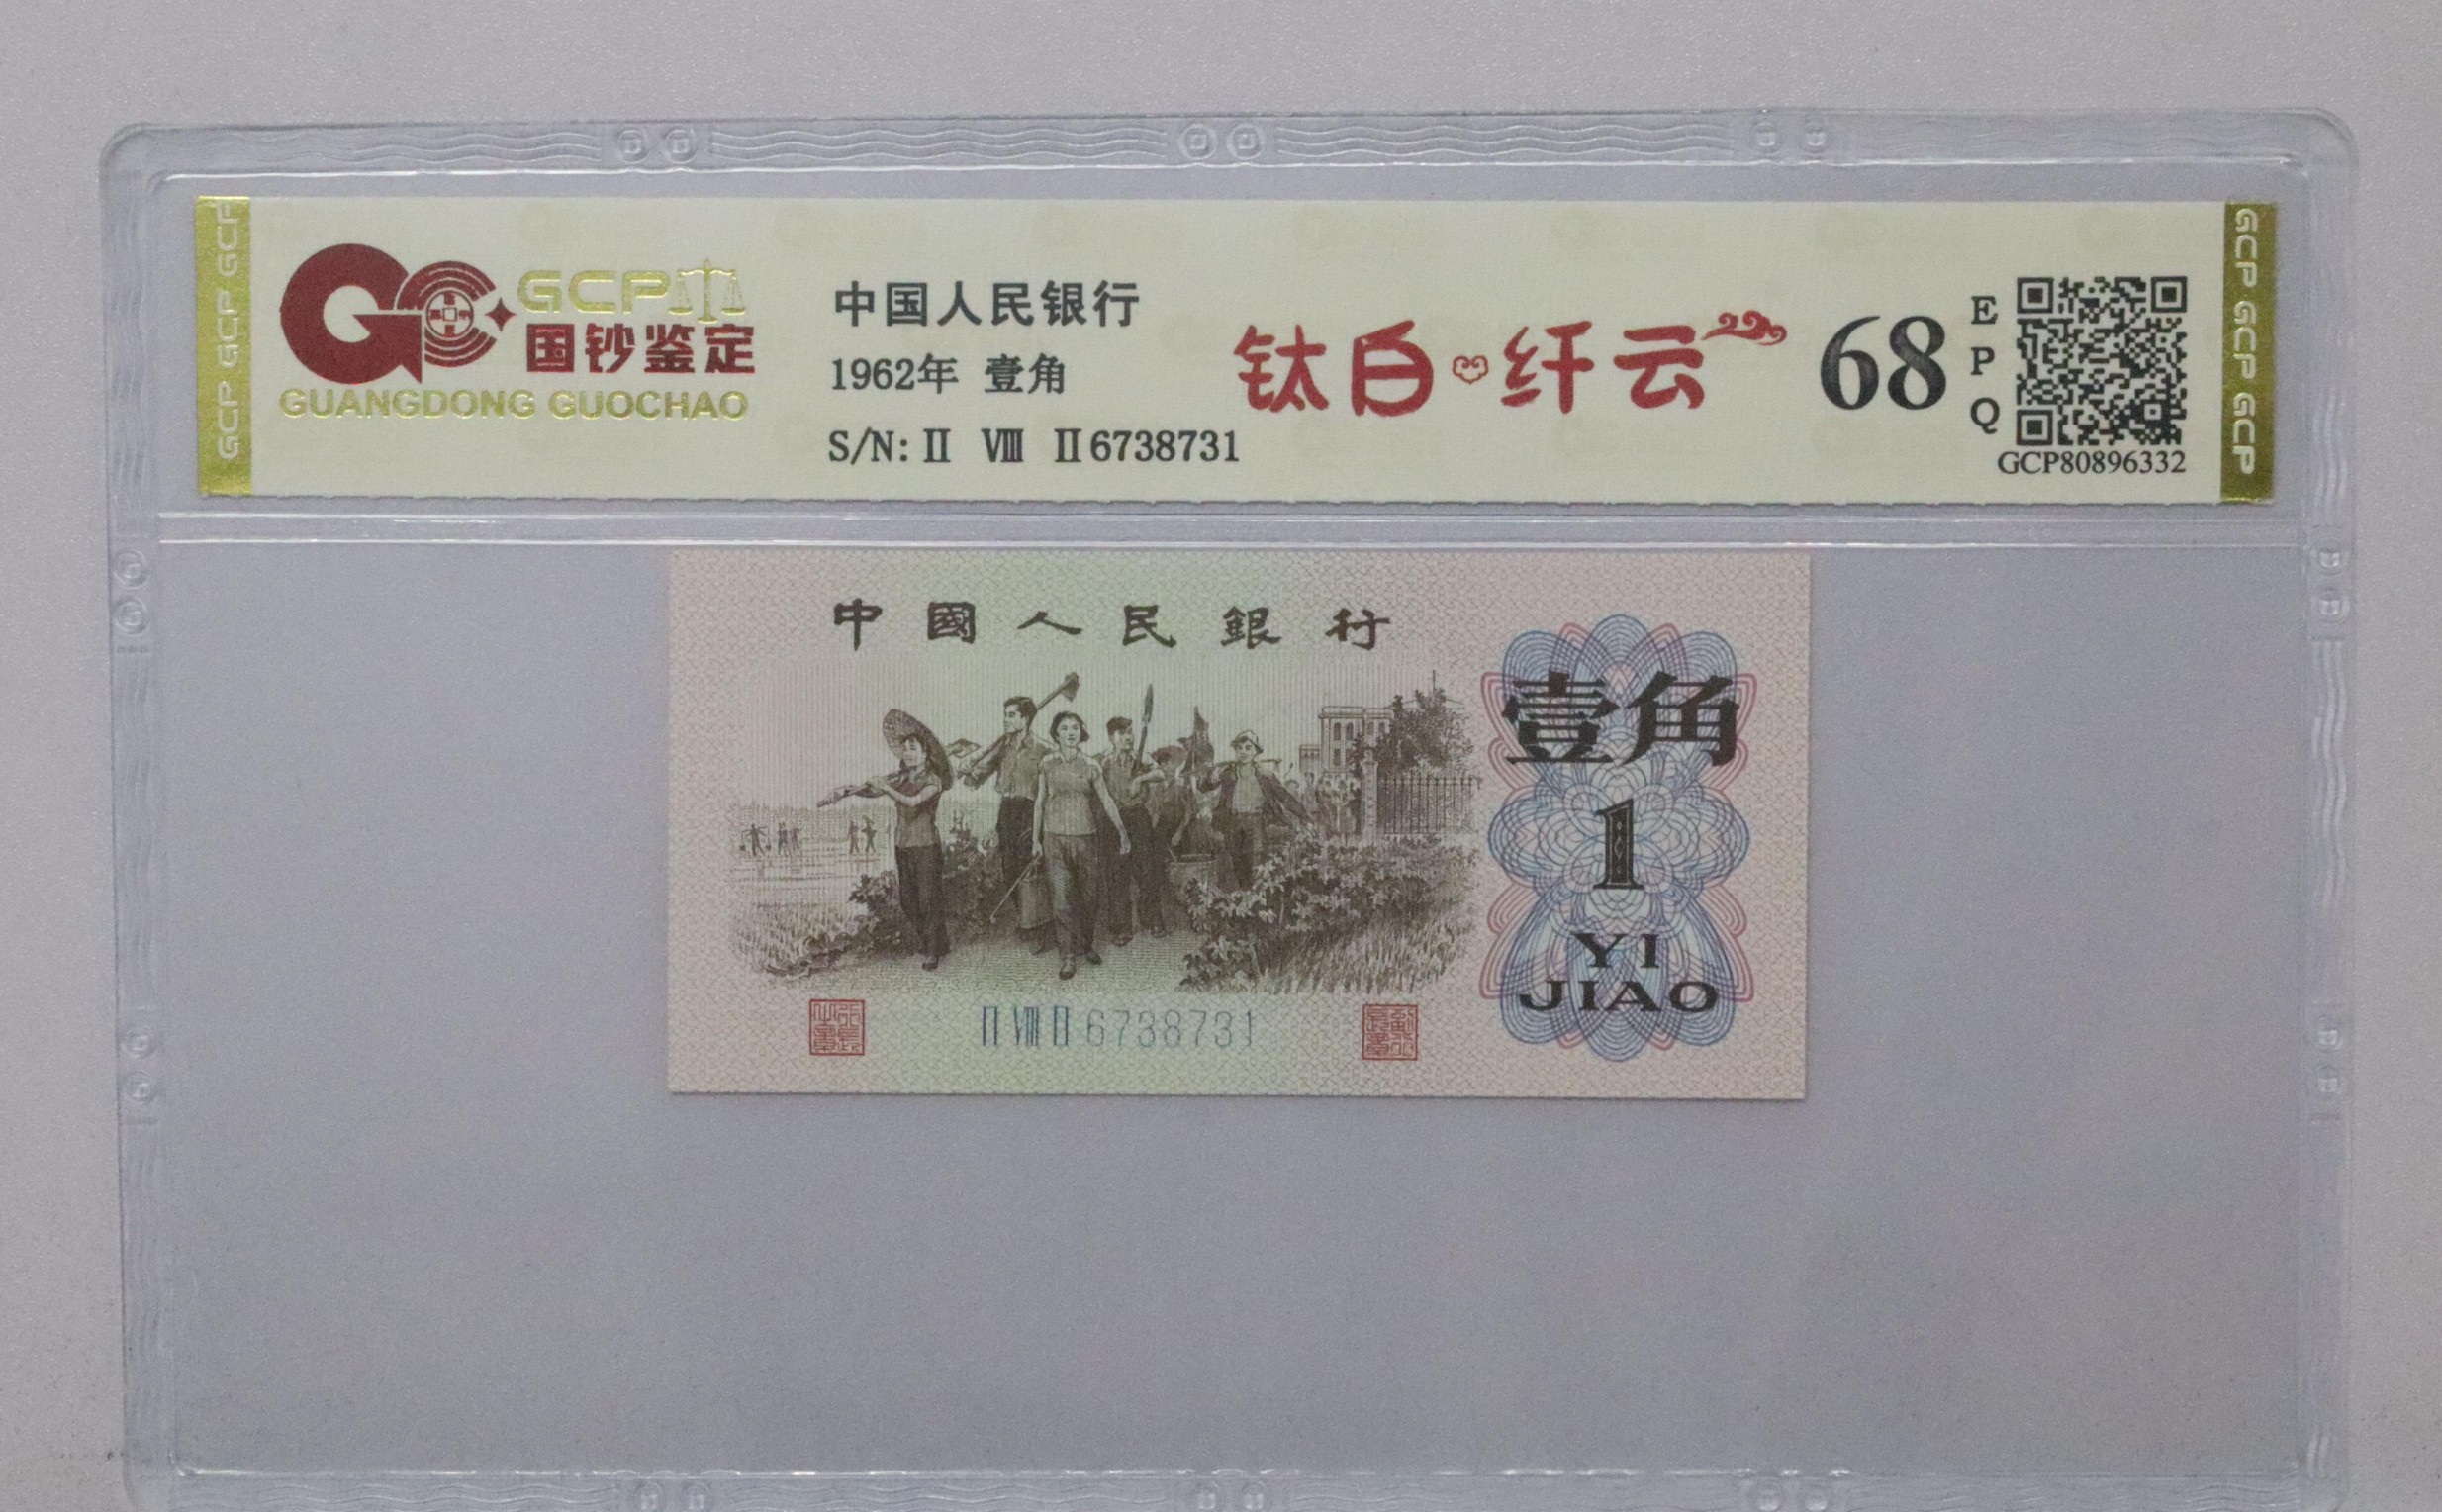 GCP GCP GCP
GCP
国钞鉴定
GUANGDONG GUOCHAO
中国人民银行
1962年 壹角
S/N: Ⅱ Ⅷ Ⅱ6738731
钛白 纤云
68
EPQ
GCP80896332
GCP GCP GCP GCP
中國人民銀行
壹角
1
YI
JIAO
Ⅱ Ⅷ Ⅱ 6738731